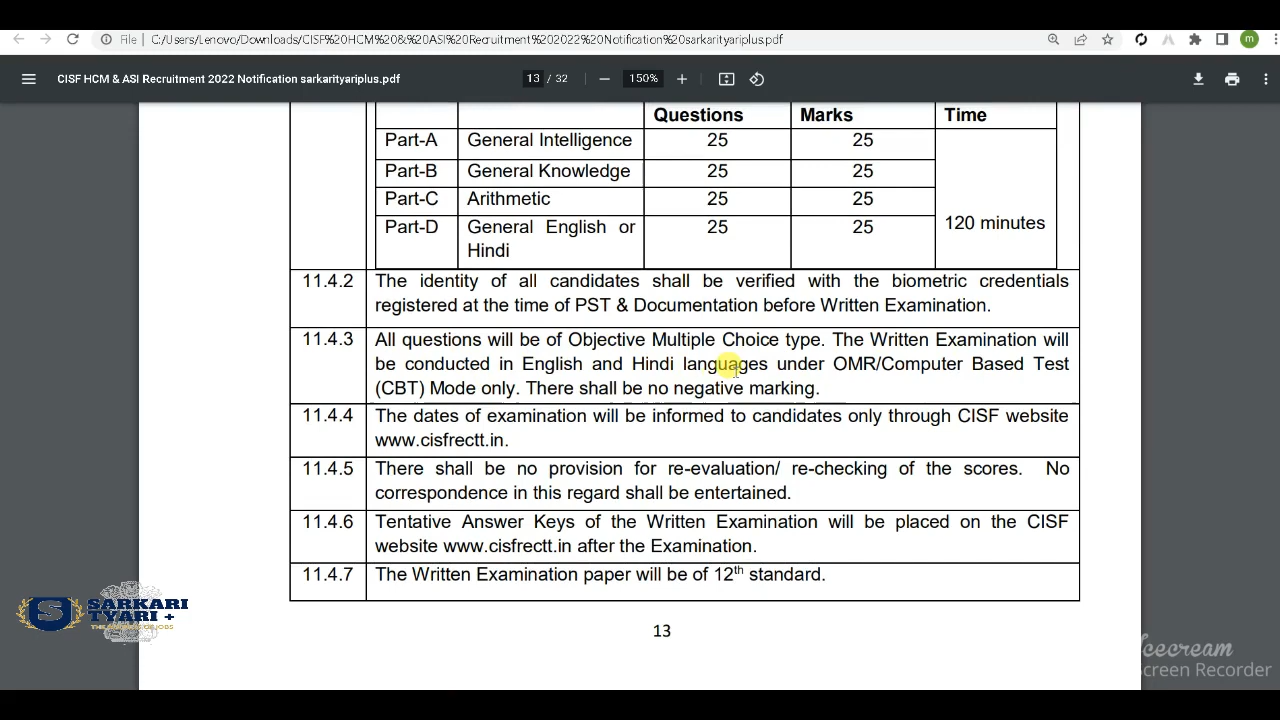 File C:/Users/Lenovo/Downloads/CISF%20HCM%20&%20ASI%20Recruitment%202022%20Notification%20sarkarityariplus.pdf
m
CISF HCM & ASI Recruitment 2022 Notification sarkarityariplus.pdf
13 / 32
150%
Questions Marks Time
Part-A General Intelligence 25 25
Part-B General Knowledge 25 25
Part-C Arithmetic 25 25
Part-D General English or 25 25 120 minutes
Hindi
11.4.2 The identity of all candidates shall be verified with the biometric credentials
registered at the time of PST & Documentation before Written Examination.
11.4.3 All questions will be of Objective Multiple Choice type. The Written Examination will
be conducted in English and Hindi languages under OMR/Computer Based Test
(CBT) Mode only. There shall be no negative marking.
11.4.4 The dates of examination will be informed to candidates only through CISF website
www.cisfrectt.in.
11.4.5 There shall be no provision for re-evaluation/ re-checking of the scores. No
correspondence in this regard shall be entertained.
11.4.6 Tentative Answer Keys of the Written Examination will be placed on the CISF
website www.cisfrectt.in after the Examination.
11.4.7 The Written Examination paper will be of 12th standard.
S SARKARI
TYARI +
13
Icecream
Screen Recorder